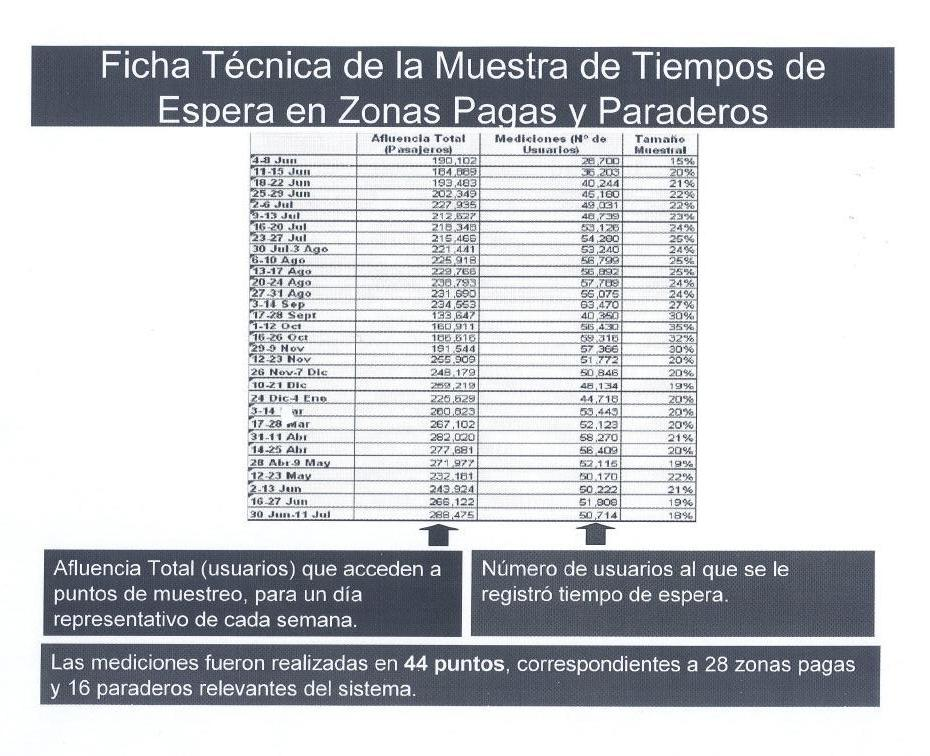 Ficha Técnica de la Muestra de Tiempos de
Espera en Zonas Pagas y Paraderos
Afluencia Total (Pasajeros) Mediciones (Nº de Usuarios) Tamaño Muestral
4-8 Jun 190,102 28,700 15%
11-15 Jun 184,889 36,203 20%
18-22 Jun 193,483 40,244 21%
25-29 Jun 202,349 45,160 22%
2-6 Jul 227,935 49,031 22%
9-13 Jul 212,627 48,739 23%
16-20 Jul 218,348 53,126 24%
23-27 Jul 215,466 54,280 25%
30 Jul-3 Ago 221,441 53,240 24%
6-10 Ago 225,918 56,799 25%
13-17 Ago 229,766 56,892 25%
20-24 Ago 238,793 57,789 24%
27-31 Ago 231,690 55,075 24%
3-14 Sep 234,553 63,470 27%
17-28 Sept 133,647 40,350 30%
1-12 Oct 160,911 56,430 35%
16-26 Oct 59,316 32%
29-9 Nov 191,544 57,366 30%
12-23 Nov 255,909 51,772 20%
26 Nov-7 Dic 248,179 50,846 20%
10-21 Dic 259,219 48,134 19%
24 Dic-4 Ene 226,629 44,716 20%
3-14 260,823 53,443 20%
17-28 Mar 267,102 52,123 20%
31-11 Abr 282,020 58,270 21%
14-25 Abr 277,681 56,409 20%
28 Abr-9 May 271,977 52,116 19%
12-23 May 232,161 50,170 22%
2-13 Jun 243,924 50,222 21%
16-27 Jun 266,122 51,808 19%
30 Jun-11 Jul 288,475 50,714 18%
Afluencia Total (usuarios) que acceden a
puntos de muestreo, para un día
representativo de cada semana.
Número de usuarios al que se le
registró tiempo de espera.
Las mediciones fueron realizadas en 44 puntos, correspondientes a 28 zonas pagas
y 16 paraderos relevantes del sistema.